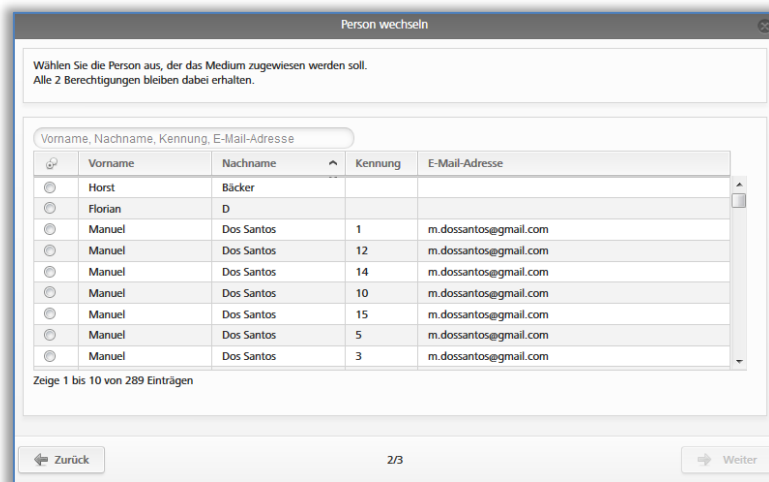 Person wechseln
Wählen Sie die Person aus, der das Medium zugewiesen werden soll.
Alle 2 Berechtigungen bleiben dabei erhalten.
Vorname, Nachname, Kennung, E-Mail-Adresse
Vorname Nachname Kennung E-Mail-Adresse
Horst Bäcker
Florian D
Manuel Dos Santos 1 m.dossantos@gmail.com
Manuel Dos Santos 12 m.dossantos@gmail.com
Manuel Dos Santos 14 m.dossantos@gmail.com
Manuel Dos Santos 10 m.dossantos@gmail.com
Manuel Dos Santos 15 m.dossantos@gmail.com
Manuel Dos Santos 5 m.dossantos@gmail.com
Manuel Dos Santos 3 m.dossantos@gmail.com
Zeige 1 bis 10 von 289 Einträgen
Zurück 2/3 Weiter